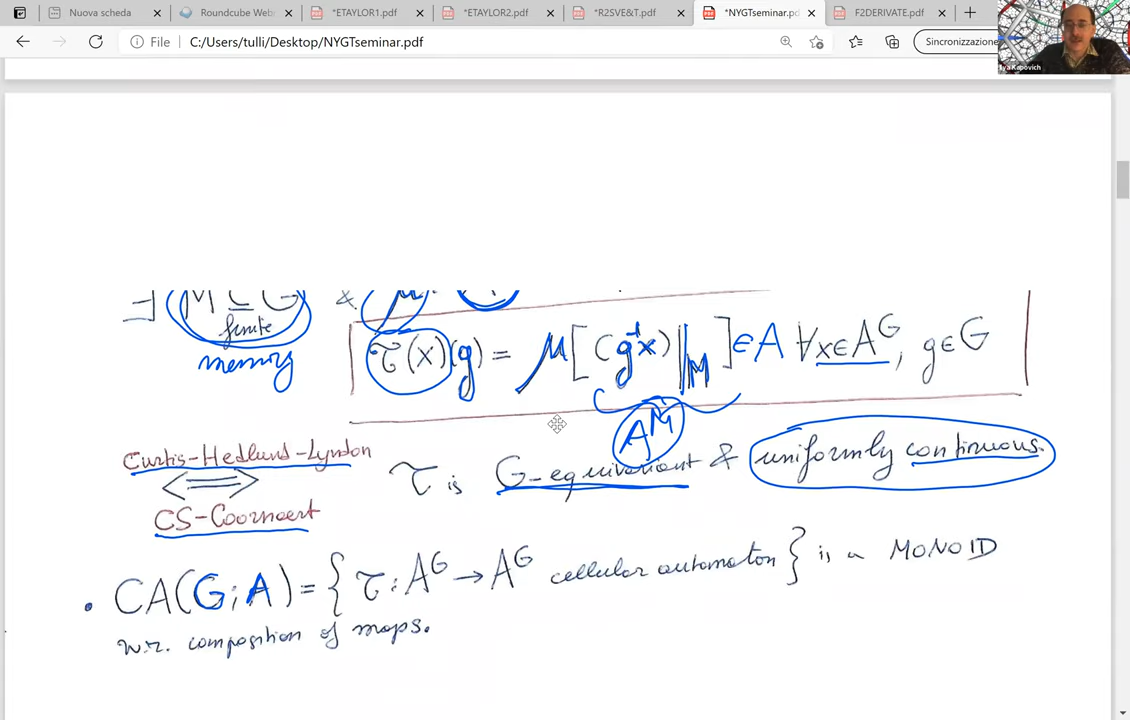 Nuova scheda
Roundcube Web
*ETAYLOR1.pdf
*ETAYLOR2.pdf
*R2SVE&T.pdf
*NYGTseminar.pd
F2DERIVATE.pdf
File
C:/Users/tulli/Desktop/NYGTseminar.pdf
Sincronizzazione
Kapovich
∃ M ⊆ G &
finite
memory
τ(x)(g) = μ[(g⁻¹x)|_M] ∈ A ∀x∈A^G, g∈G
A^M
Curtis-Hedlund-Lyndon
⟺
CS-Coornaert
τ is G-equivariant & uniformly continuous.
• CA(G;A) = { τ: A^G → A^G cellular automaton } is a MONOID
w.r. composition of maps.